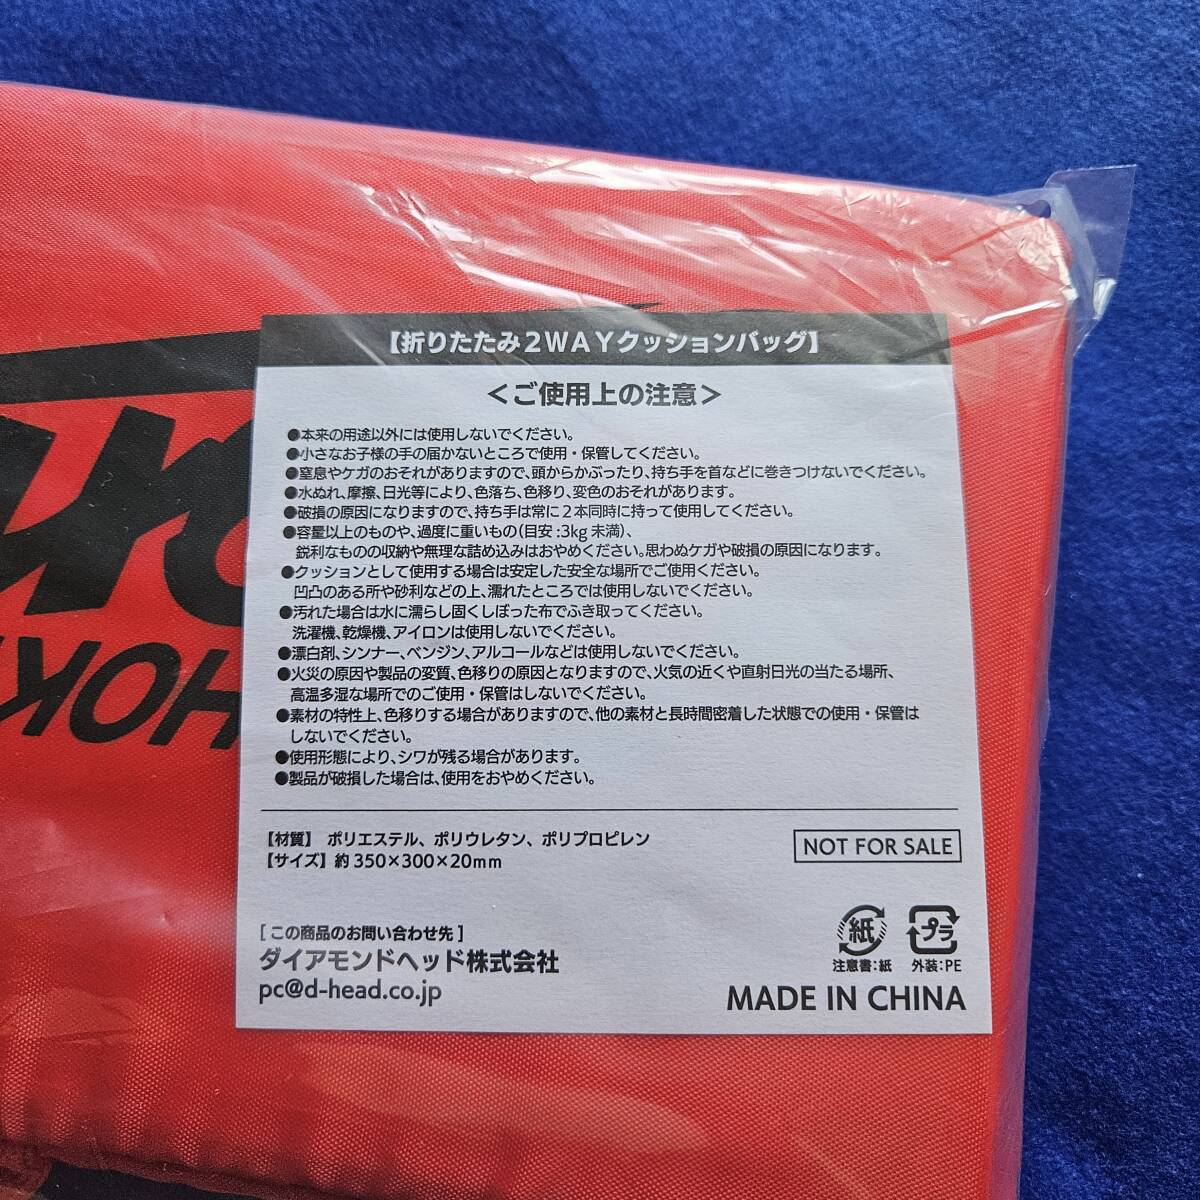 【折りたたみ2WAYクッションバッグ】
＜ご使用上の注意＞
●本来の用途以外には使用しないでください。
●小さなお子様の手の届かないところで使用・保管してください。
●窒息やケガのおそれがありますので、頭からかぶったり、持ち手を首などに巻きつけないでください。
●水ぬれ、摩擦、日光等により、色落ち、色移り、変色のおそれがあります。
●破損の原因になりますので、持ち手は常に2本同時に持って使用してください。
●容量以上のものや、過度に重いもの(目安:3kg未満)、
鋭利なものの収納や無理な詰め込みはおやめください。思わぬケガや破損の原因になります。
●クッションとして使用する場合は安定した安全な場所でご使用ください。
凹凸のある所や砂利などの上、濡れたところでは使用しないでください。
●汚れた場合は水に濡らし固くしぼった布でふき取ってください。
洗濯機、乾燥機、アイロンは使用しないでください。
●漂白剤、シンナー、ベンジン、アルコールなどは使用しないでください。
●火災の原因や製品の変質、色移りの原因となりますので、火気の近くや直射日光の当たる場所、
高温多湿な場所でのご使用・保管はしないでください。
●素材の特性上、色移りする場合がありますので、他の素材と長時間密着した状態での使用・保管は
しないでください。
●使用形態により、シワが残る場合があります。
●製品が破損した場合は、使用をおやめください。
【材質】 ポリエステル、ポリウレタン、ポリプロピレン
【サイズ】約350×300×20mm
NOT FOR SALE
[この商品のお問い合わせ先]
ダイアモンドヘッド株式会社
pc@d-head.co.jp
紙
注意書:紙
プラ
外装:PE
MADE IN CHINA
HOK